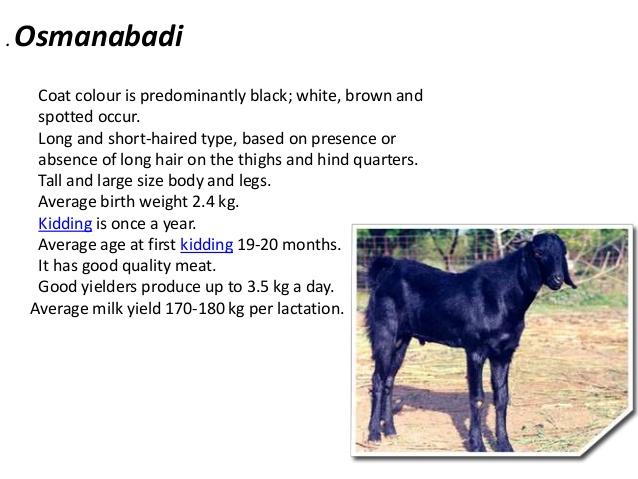 . Osmanabadi
Coat colour is predominantly black; white, brown and
spotted occur.
Long and short-haired type, based on presence or
absence of long hair on the thighs and hind quarters.
Tall and large size body and legs.
Average birth weight 2.4 kg.
Kidding is once a year.
Average age at first kidding 19-20 months.
It has good quality meat.
Good yielders produce up to 3.5 kg a day.
Average milk yield 170-180 kg per lactation.